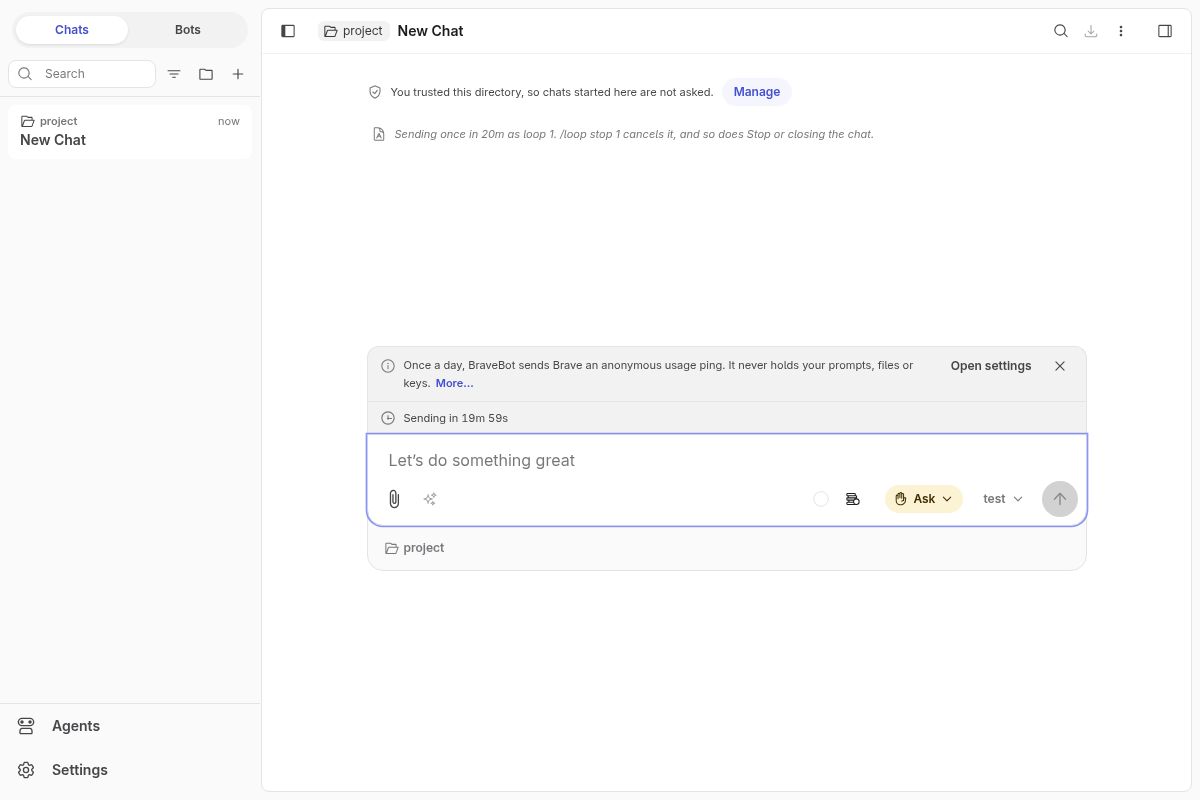 Chats
Bots
Search
project
now
New Chat
Agents
Settings
project
New Chat
You trusted this directory, so chats started here are not asked.
Manage
Sending once in 20m as loop 1. /loop stop 1 cancels it, and so does Stop or closing the chat.
Once a day, BraveBot sends Brave an anonymous usage ping. It never holds your prompts, files or
keys. More...
Open settings
Sending in 19m 59s
Let's do something great
Ask
test
project